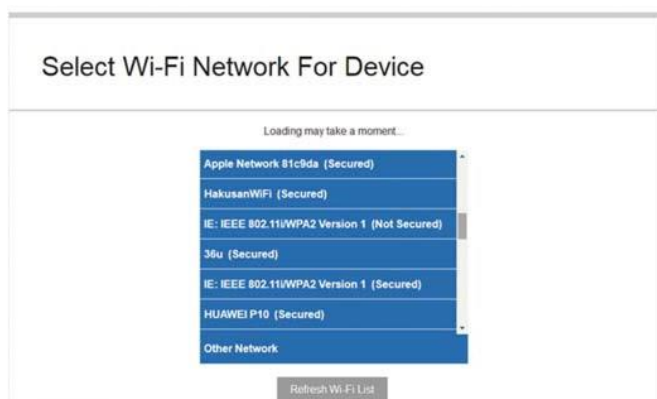 Select Wi-Fi Network For Device
Loading may take a moment...
Apple Network 81c9da (Secured)
HakusanWiFi (Secured)
IE: IEEE 802.11i/WPA2 Version 1 (Not Secured)
36u (Secured)
IE: IEEE 802.11i/WPA2 Version 1 (Secured)
HUAWEI P10 (Secured)
Other Network
Refresh Wi-Fi List